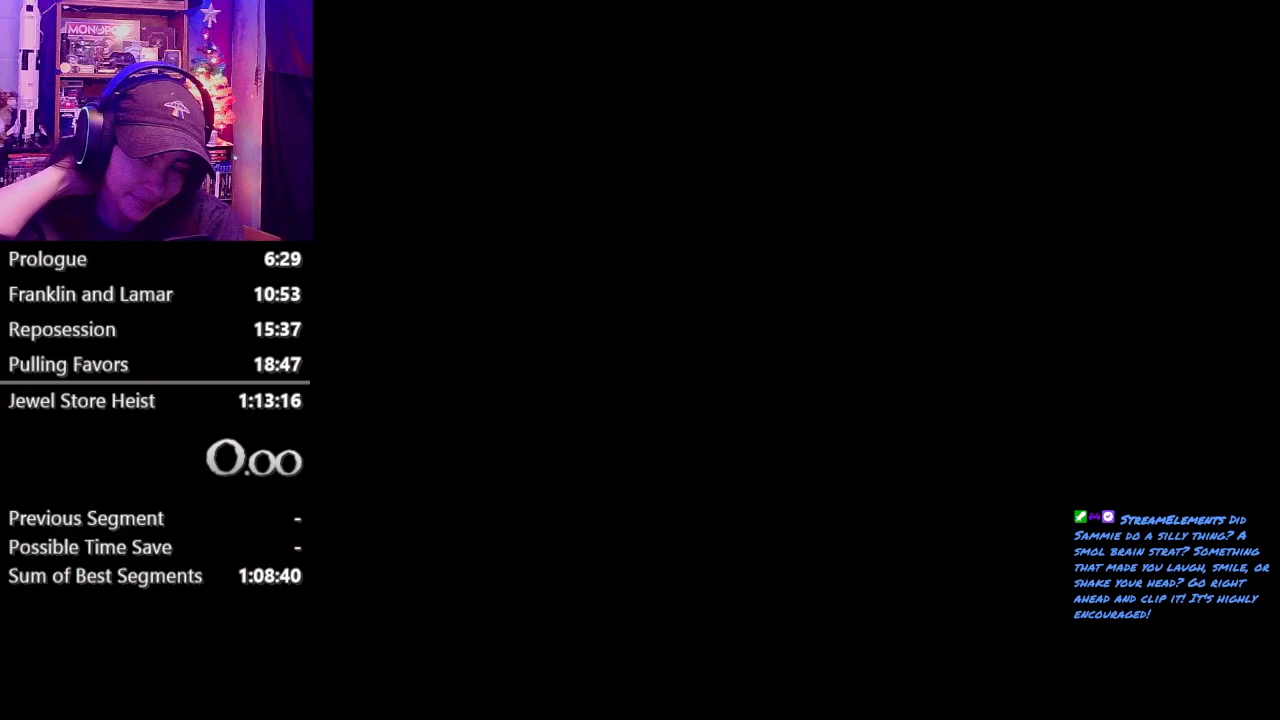 MONOPOLY
Prologue 6:29
Franklin and Lamar 10:53
Reposession 15:37
Pulling Favors 18:47
Jewel Store Heist 1:13:16
0.00
Previous Segment -
Possible Time Save -
Sum of Best Segments 1:08:40
StreamElements Did
Sammie do a silly thing? A
smol brain strat? Something
that made you laugh, smile, or
shake your head? Go right
ahead and clip it! It's highly
encouraged!